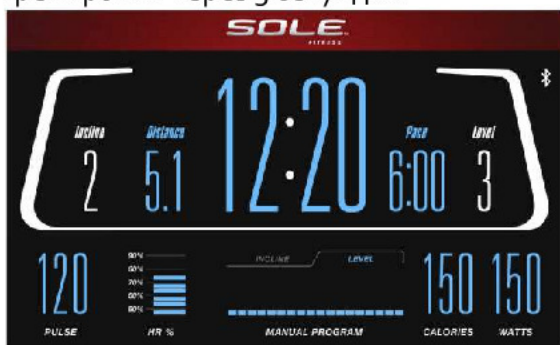 SOLE
FITNESS
12:20
Incline
Distance
Pace
Level
2
5.1
6:00
3
90%
80%
70%
60%
50%
INCLINE
LEVEL
120
150
150
PULSE
HR %
MANUAL PROGRAM
CALORIES
WATTS